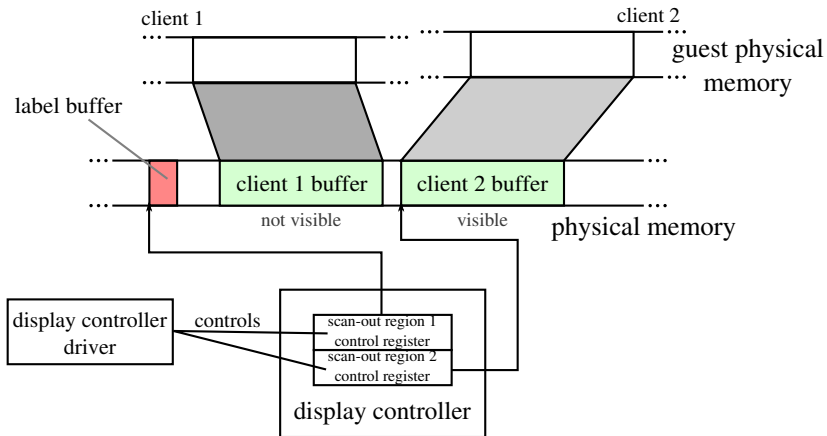 client 1
client 2
guest physical
memory
label buffer
client 1 buffer
client 2 buffer
not visible
visible
physical memory
display controller
driver
controls
scan-out region 1
control register
scan-out region 2
control register
display controller